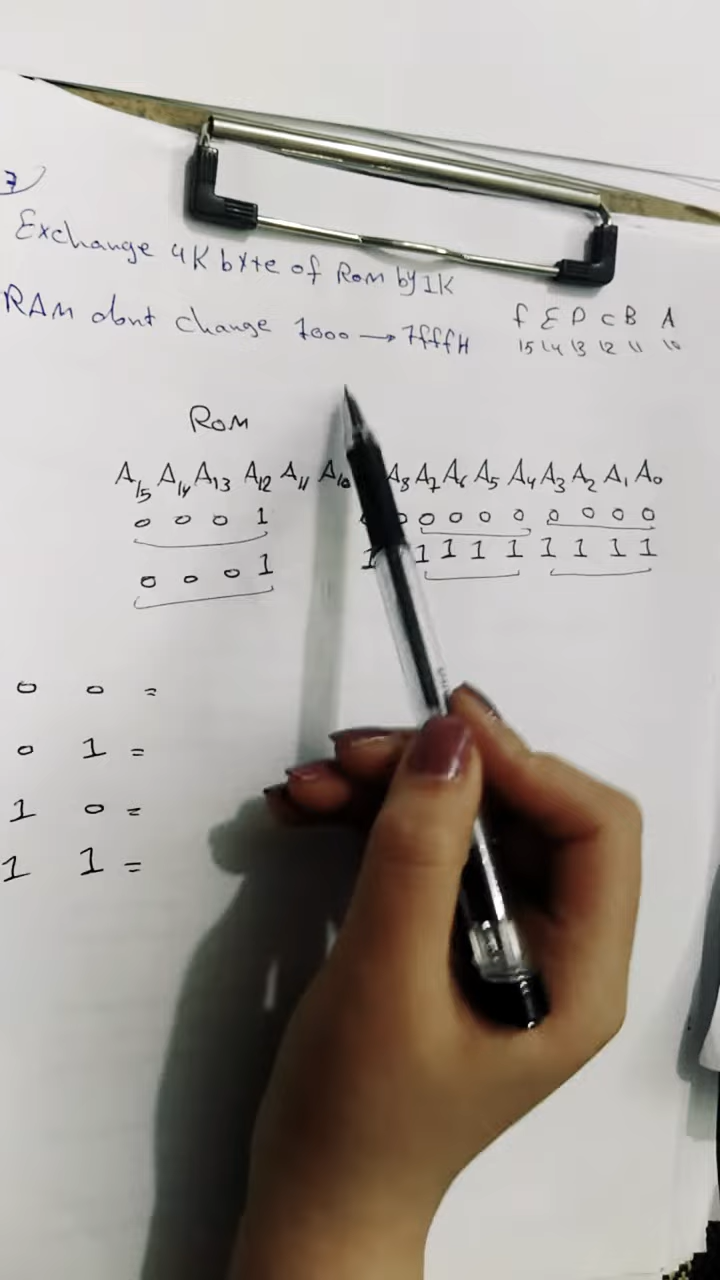 7
Exchange 4K byte of Rom by 1K
RAM dont change 1000 → 7fffH
f E D C B A
15 14 13 12 11 10
Rom
A15 A14 A13 A12 A11 A10 A8 A7 A6 A5 A4 A3 A2 A1 A0
0 0 0 1 0 0 0 0 0 0 0 0 0
0 0 0 1 1 1 1 1 1 1 1 1 1
0 0 =
0 1 =
1 0 =
1 1 =